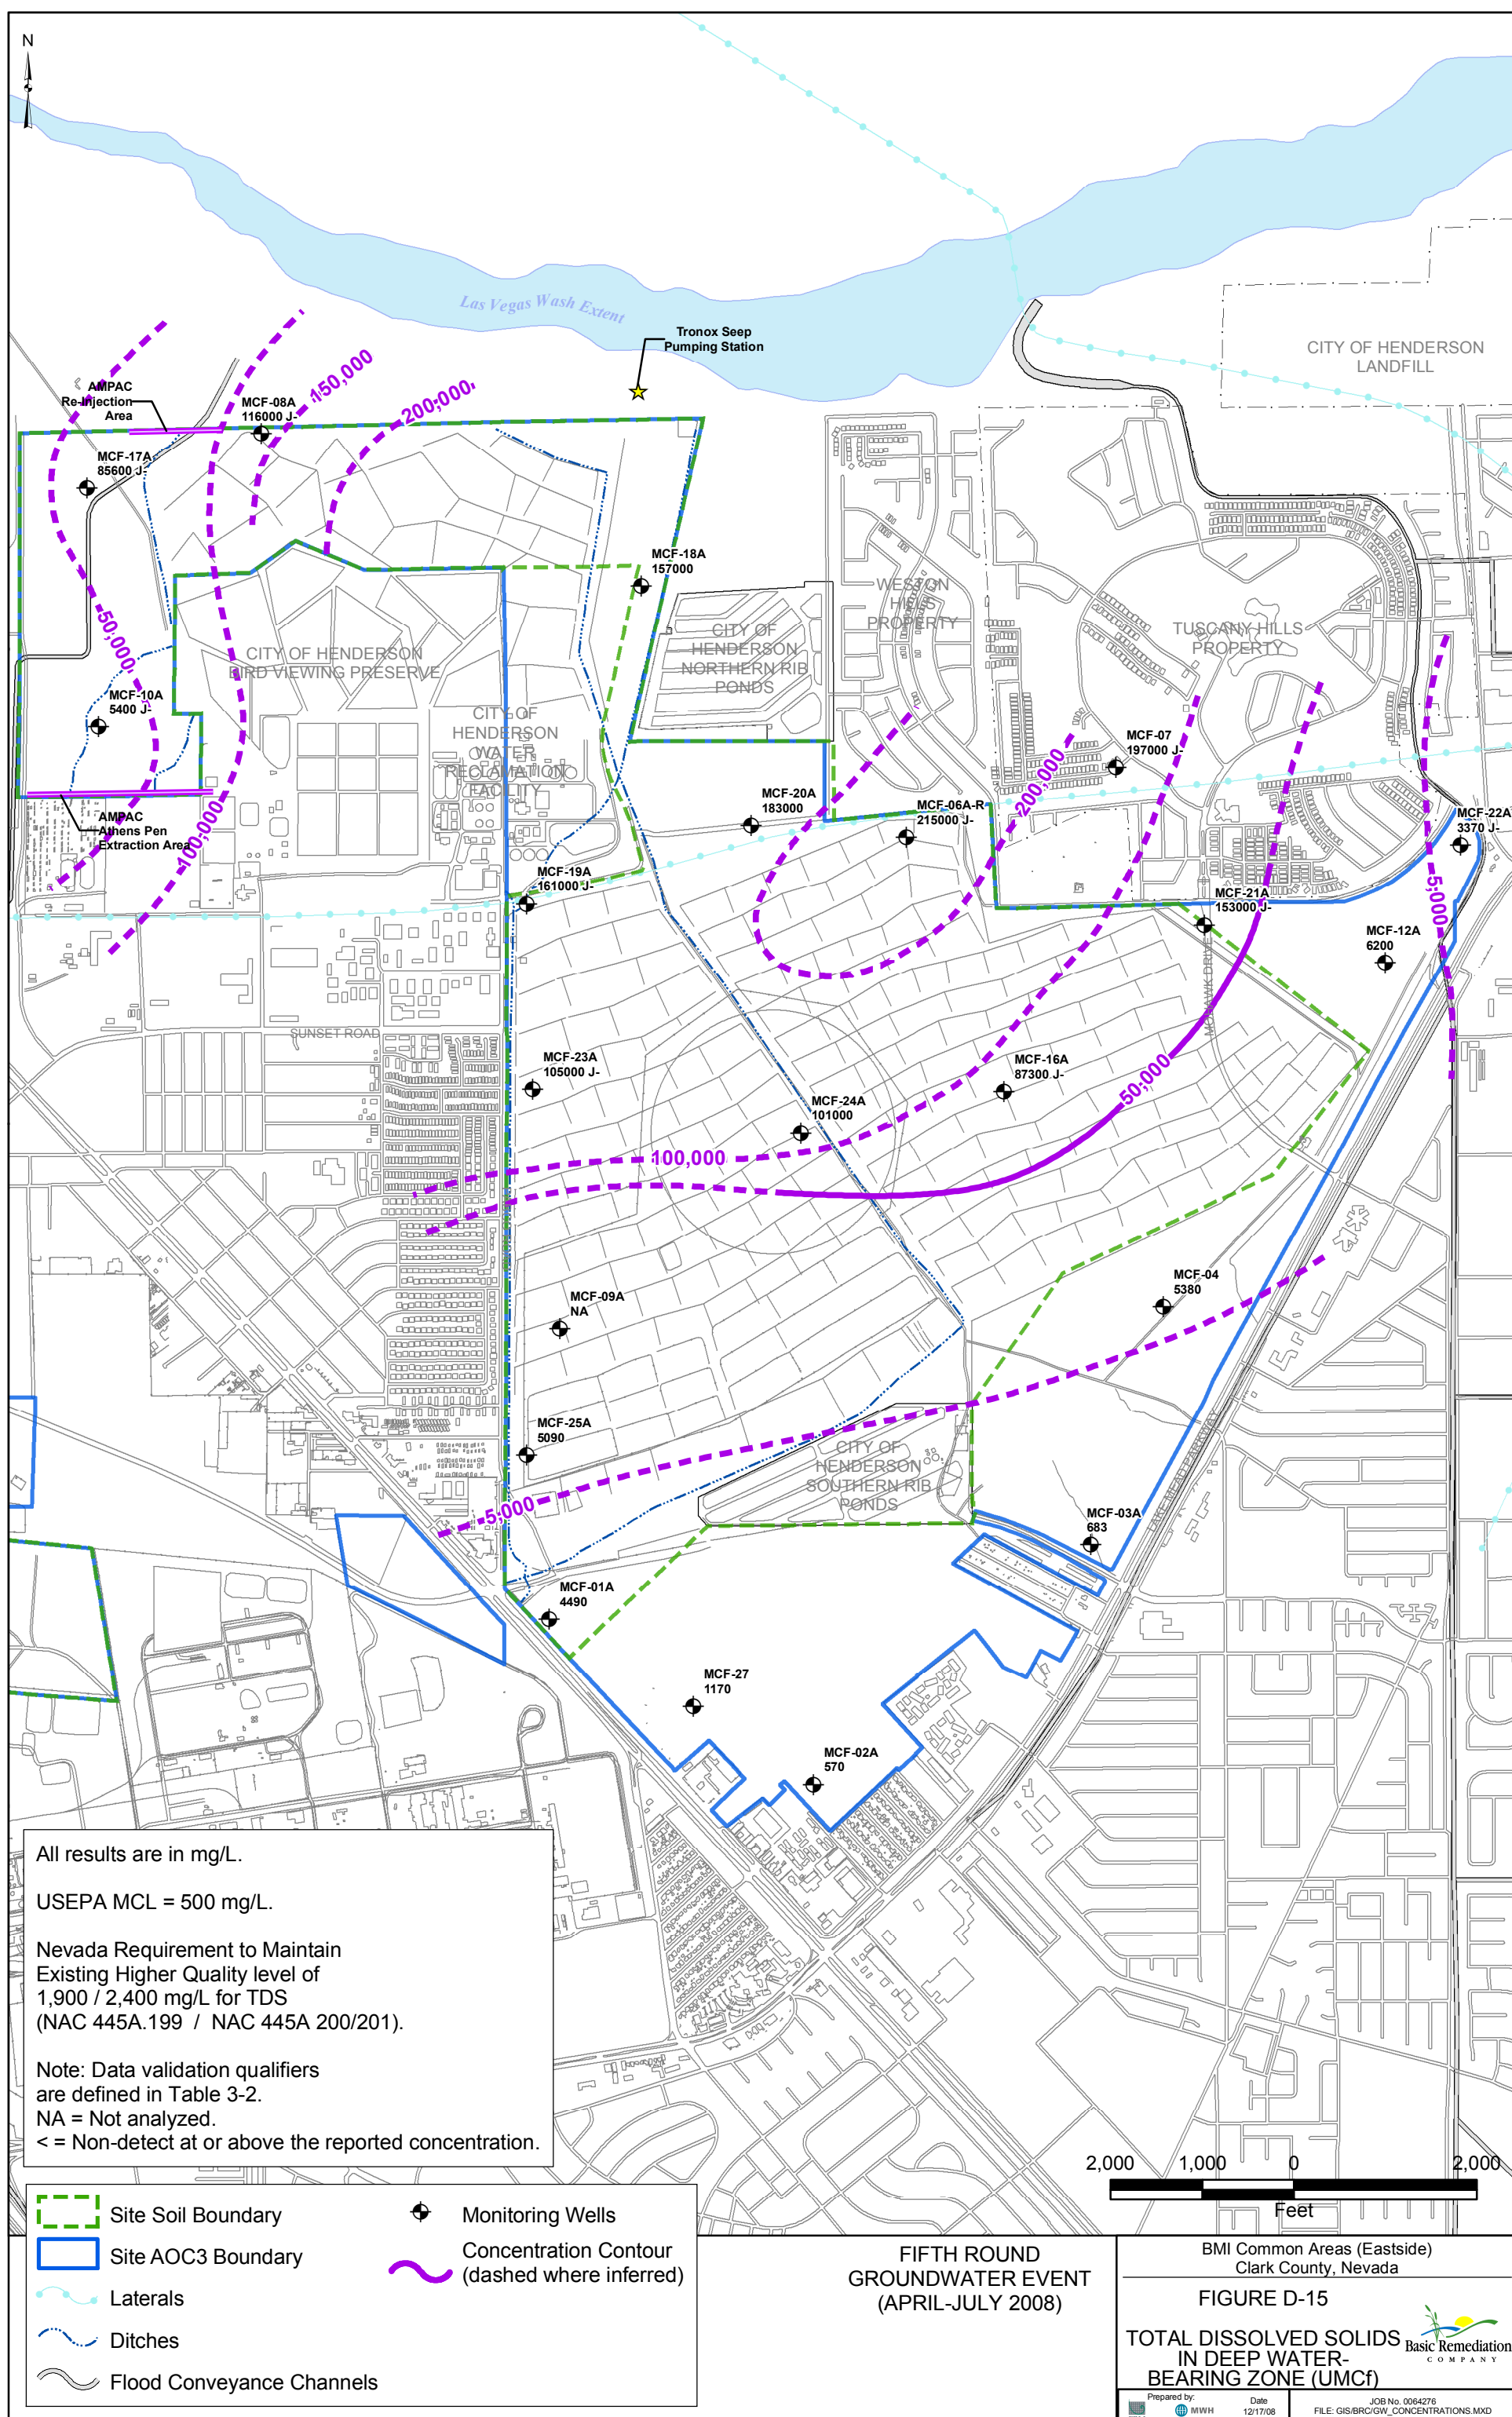 N
Las Vegas Wash Extent
Tronox Seep
Pumping Station
CITY OF HENDERSON
LANDFILL
AMPAC
Re-Injection
Area
MCF-08A
116000 J-
150,000
200,000
MCF-17A
85600 J-
MCF-18A
157000
WESTON
HILLS
PROPERTY
CITY OF
HENDERSON
NORTHERN RIB
PONDS
TUSCANY HILLS
PROPERTY
50,000
CITY OF HENDERSON
BIRD VIEWING PRESERVE
MCF-10A
5400 J-
CITY OF
HENDERSON
WATER
RECLAMATION
FACILITY
MCF-07
197000 J-
200,000
MCF-20A
183000
MCF-06A-R
215000 J-
MCF-22A
3370 J-
AMPAC
Athens Pen
Extraction Area
100,000
MCF-19A
161000 J-
MCF-21A
153000 J-
5,000
MCF-12A
6200
MOHAWK DRIVE
SUNSET ROAD
MCF-23A
105000 J-
MCF-16A
87300 J-
50,000
MCF-24A
101000
100,000
MCF-04
5380
MCF-09A
NA
MCF-25A
5090
CITY OF
HENDERSON
SOUTHERN RIB
PONDS
LAKE MEAD PARKWAY
5,000
MCF-03A
683
MCF-01A
4490
MCF-27
1170
MCF-02A
570
All results are in mg/L.
USEPA MCL = 500 mg/L.
Nevada Requirement to Maintain
Existing Higher Quality level of
1,900 / 2,400 mg/L for TDS
(NAC 445A.199 / NAC 445A 200/201).
Note: Data validation qualifiers
are defined in Table 3-2.
NA = Not analyzed.
< = Non-detect at or above the reported concentration.
2,000 1,000 0 2,000
Feet
Site Soil Boundary
Site AOC3 Boundary
Laterals
Ditches
Flood Conveyance Channels
Monitoring Wells
Concentration Contour
(dashed where inferred)
FIFTH ROUND
GROUNDWATER EVENT
(APRIL-JULY 2008)
BMI Common Areas (Eastside)
Clark County, Nevada
FIGURE D-15
TOTAL DISSOLVED SOLIDS
IN DEEP WATER-
BEARING ZONE (UMCf)
Basic Remediation
COMPANY
Prepared by:
MWH
Date
12/17/08
JOB No. 0064276
FILE: GIS/BRC/GW_CONCENTRATIONS.MXD